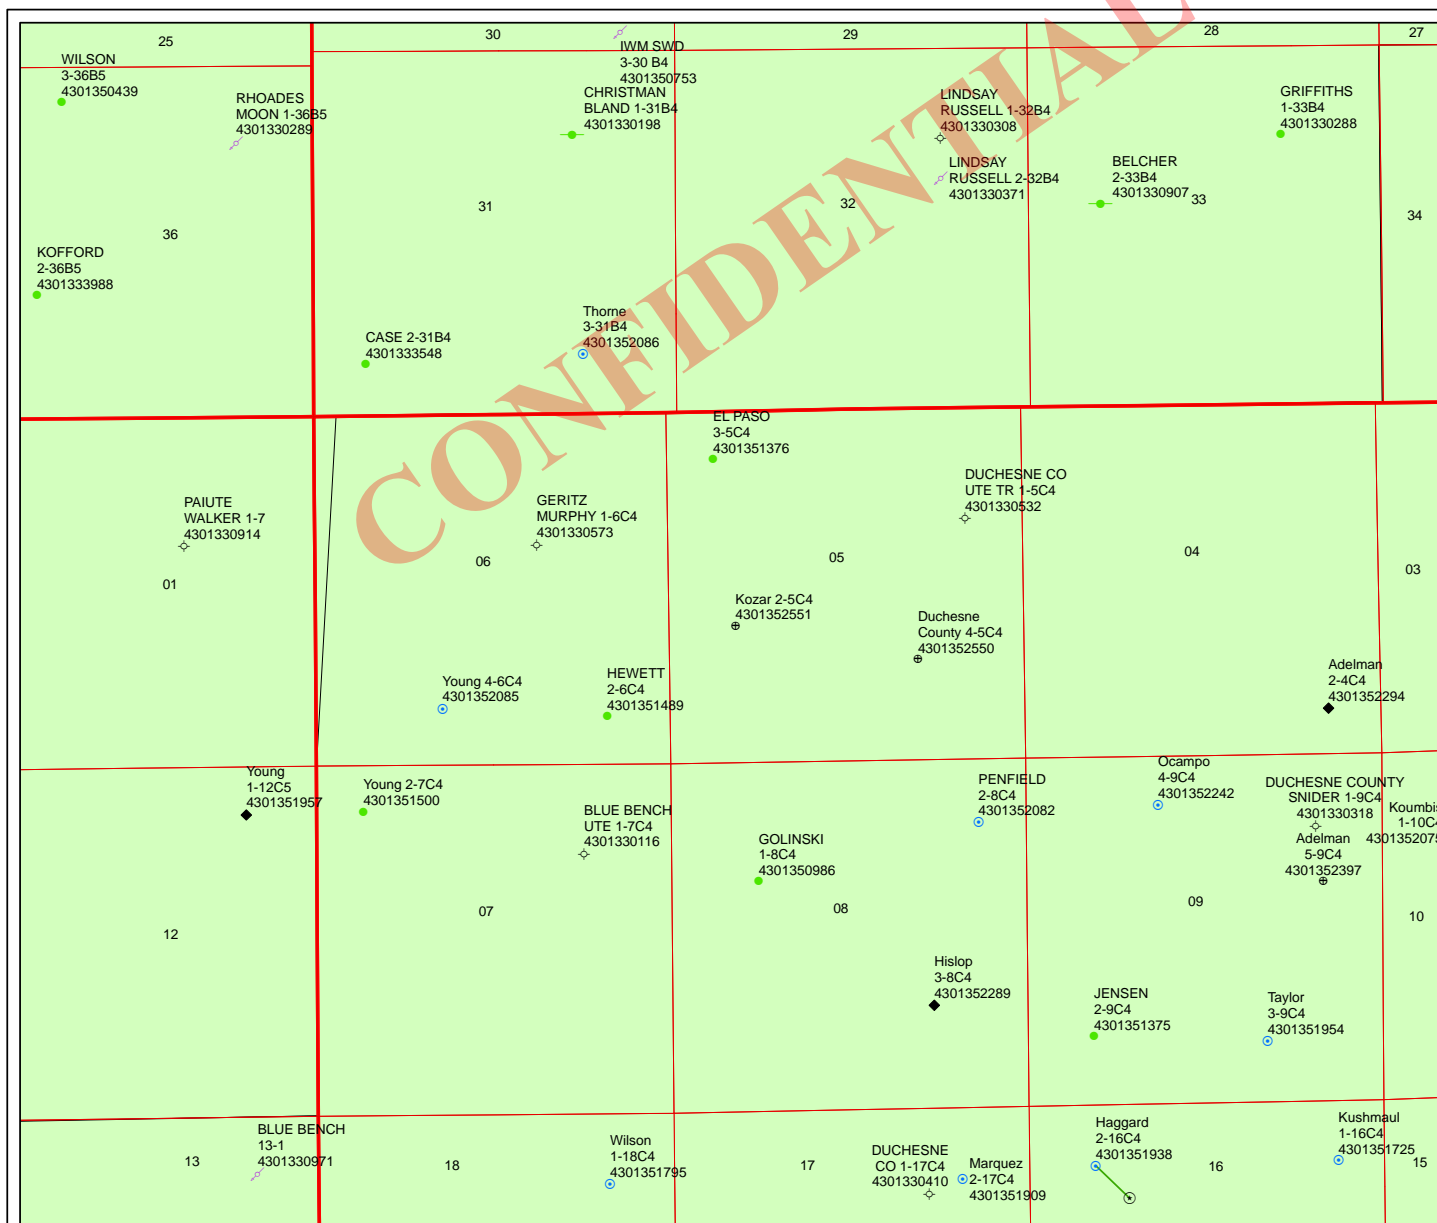 25
30
29
28
27
IWM SWD
3-30 B4
4301350753
WILSON
3-36B5
4301350439
RHOADES
MOON 1-36B5
4301330289
CHRISTMAN
BLAND 1-31B4
4301330198
LINDSAY
RUSSELL 1-32B4
4301330308
GRIFFITHS
1-33B4
4301330288
LINDSAY
RUSSELL 2-32B4
4301330371
BELCHER
2-33B4
4301330907
33
31
32
34
36
KOFFORD
2-36B5
4301333988
Thorne
3-31B4
4301352086
CASE 2-31B4
4301333548
CONFIDENTIAL
EL PASO
3-5C4
4301351376
DUCHESNE CO
UTE TR 1-5C4
4301330532
PAIUTE
WALKER 1-7
4301330914
GERITZ
MURPHY 1-6C4
4301330573
01
06
05
04
03
Kozar 2-5C4
4301352551
Duchesne
County 4-5C4
4301352550
Young 4-6C4
4301352085
HEWETT
2-6C4
4301351489
Adelman
2-4C4
4301352294
Young
1-12C5
4301351957
Young 2-7C4
4301351500
BLUE BENCH
UTE 1-7C4
4301330116
PENFIELD
2-8C4
4301352082
Ocampo
4-9C4
4301352242
DUCHESNE COUNTY
SNIDER 1-9C4
4301330318
Koumbis
1-10C4
4301352075
Adelman
5-9C4
4301352397
GOLINSKI
1-8C4
4301350986
12
07
08
09
10
Hislop
3-8C4
4301352289
JENSEN
2-9C4
4301351375
Taylor
3-9C4
4301351954
BLUE BENCH
13-1
4301330971
13
18
Wilson
1-18C4
4301351795
17
DUCHESNE
CO 1-17C4
4301330410
Marquez
2-17C4
4301351909
Haggard
2-16C4
4301351938
16
Kushmaul
1-16C4
4301351725
15